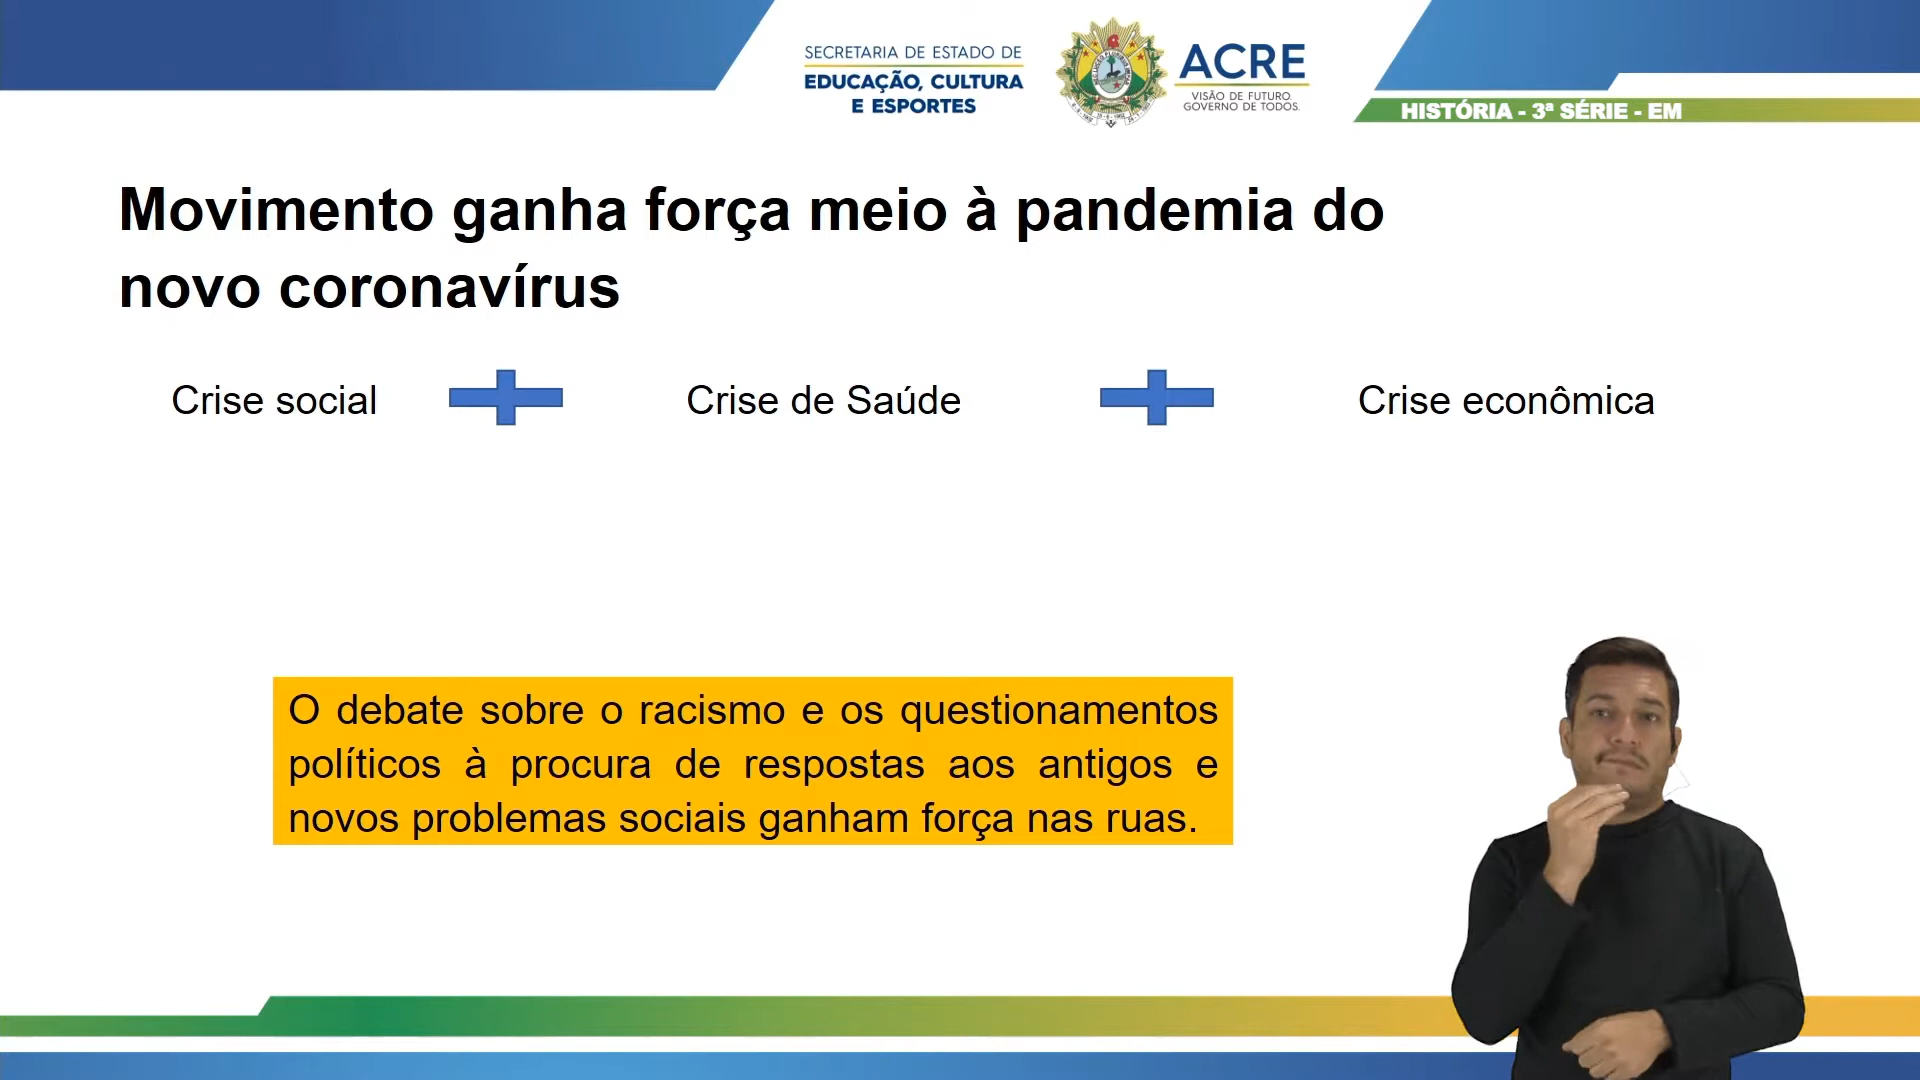 SECRETARIA DE ESTADO DE
EDUCAÇÃO, CULTURA
E ESPORTES
ACRE
VISÃO DE FUTURO.
GOVERNO DE TODOS.
HISTÓRIA - 3ª SÉRIE - EM
Movimento ganha força meio à pandemia do
novo coronavírus
Crise social
Crise de Saúde
Crise econômica
O debate sobre o racismo e os questionamentos
políticos à procura de respostas aos antigos e
novos problemas sociais ganham força nas ruas.